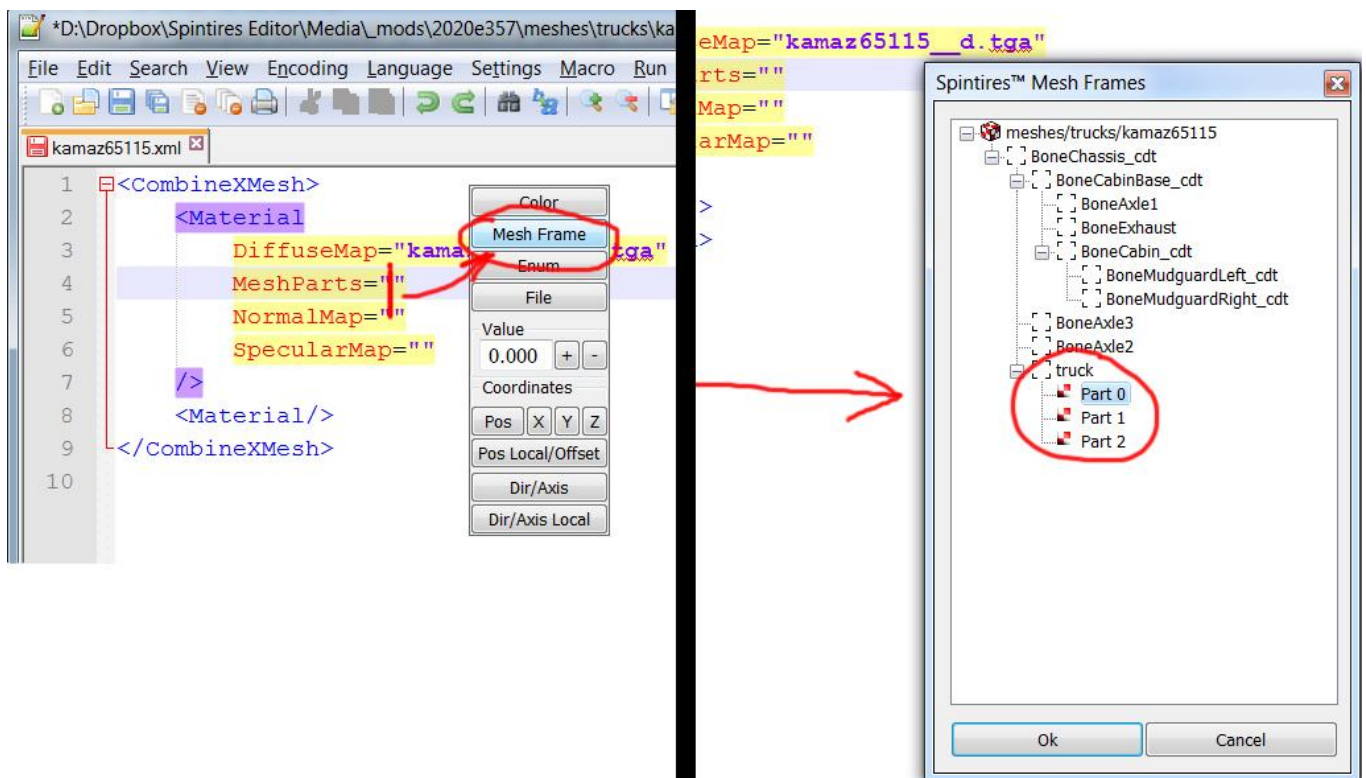 *D:\Dropbox\Spintires Editor\Media\_mods\2020e357\meshes\trucks\ka
File Edit Search View Encoding Language Settings Macro Run
kamaz65115.xml
1 <CombineXMesh>
2 <Material
3 DiffuseMap="kama tga"
4 MeshParts=""
5 NormalMap=""
6 SpecularMap=""
7 />
8 <Material/>
9 </CombineXMesh>
10
Color
Mesh Frame
Enum
File
Value
0.000 + -
Coordinates
Pos X Y Z
Pos Local/Offset
Dir/Axis
Dir/Axis Local
eMap="kamaz65115__d.tga"
rts=""
Map=""
arMap=""
>
>
Spintires™ Mesh Frames
meshes/trucks/kamaz65115
BoneChassis_cdt
BoneCabinBase_cdt
BoneAxle1
BoneExhaust
BoneCabin_cdt
BoneMudguardLeft_cdt
BoneMudguardRight_cdt
BoneAxle3
BoneAxle2
truck
Part 0
Part 1
Part 2
Ok Cancel